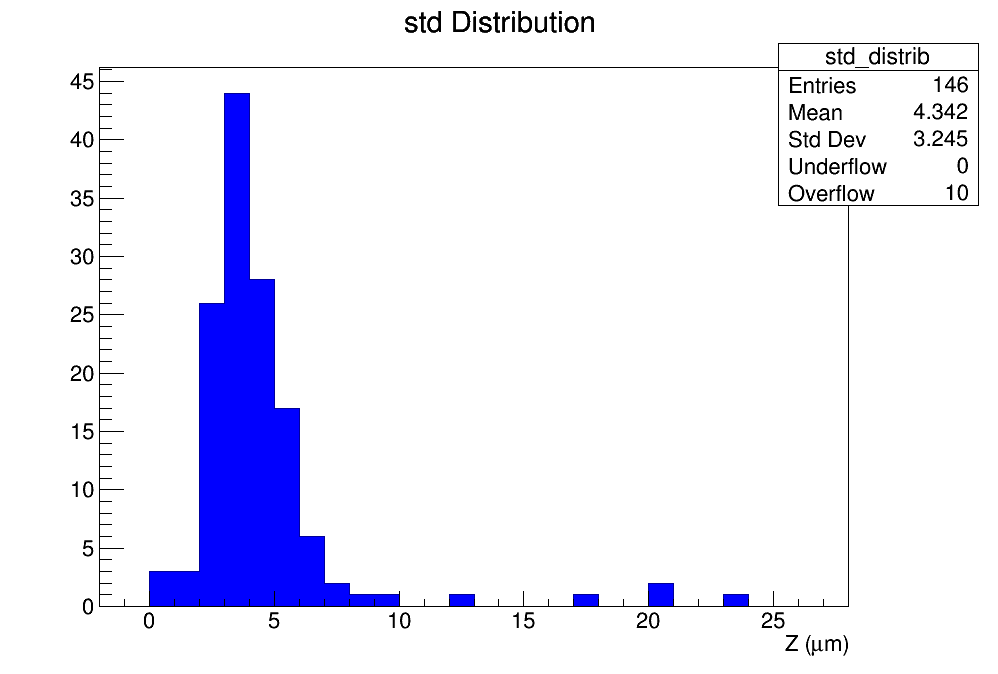 std Distribution
std_distrib
Entries 146
Mean 4.342
Std Dev 3.245
Underflow 0
Overflow 10
45
40
35
30
25
20
15
10
5
0
0 5 10 15 20 25
Z (μm)